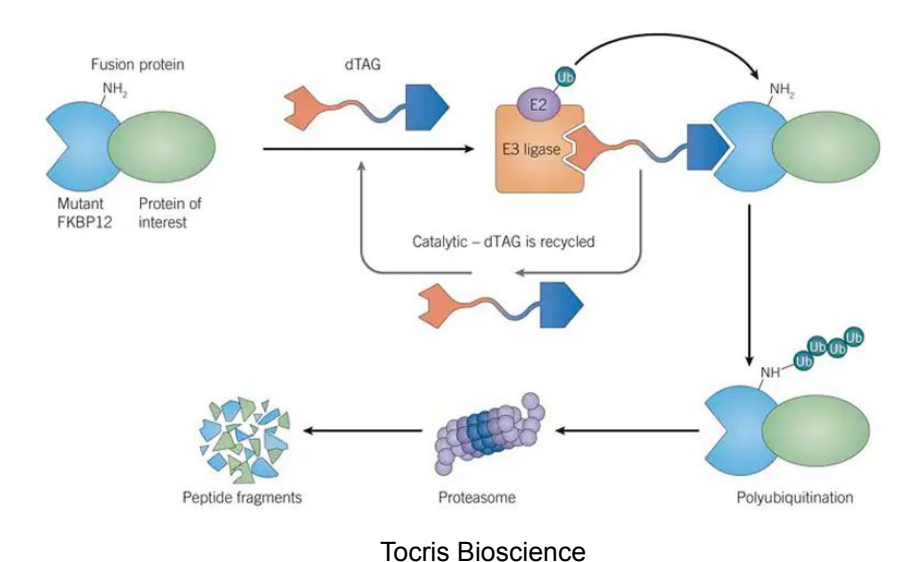 Fusion protein
NH2
Mutant
FKBP12
Protein of
interest
dTAG
Ub
E2
E3 ligase
NH2
Catalytic – dTAG is recycled
NH
Ub
Ub
Ub
Ub
Peptide fragments
Proteasome
Polyubiquitination
Tocris Bioscience